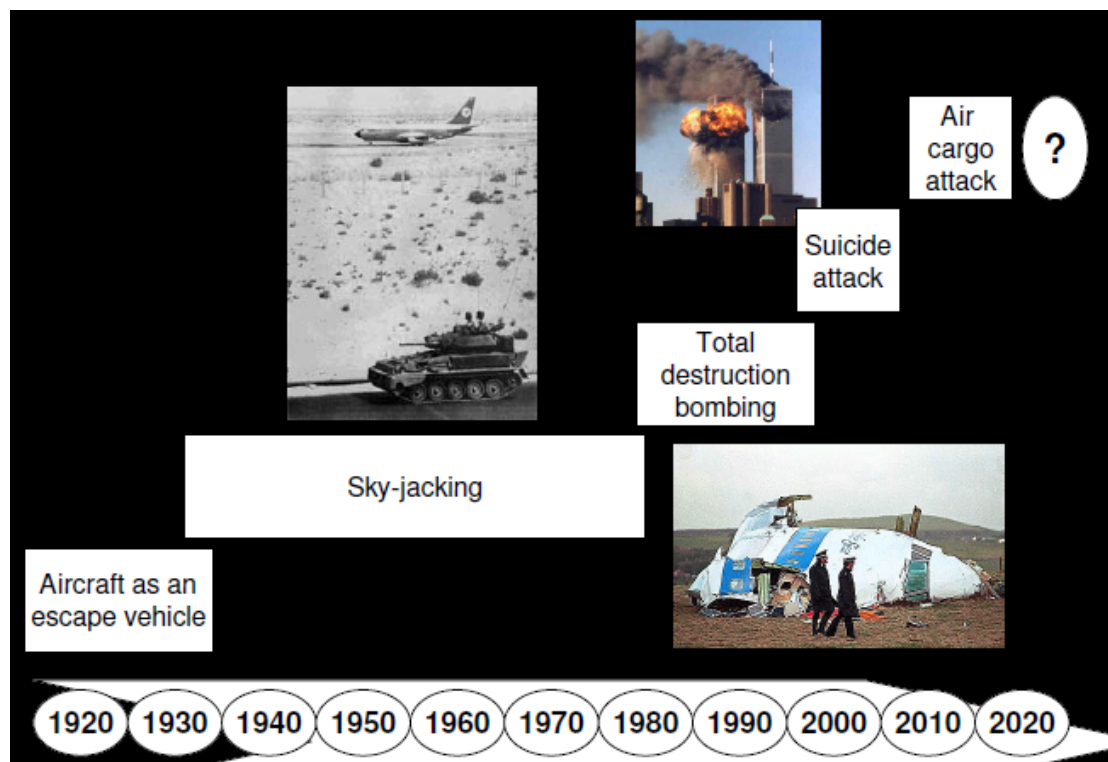 Air
cargo
attack
?
Suicide
attack
Total
destruction
bombing
Sky-jacking
Aircraft as an
escape vehicle
1920 1930 1940 1950 1960 1970 1980 1990 2000 2010 2020